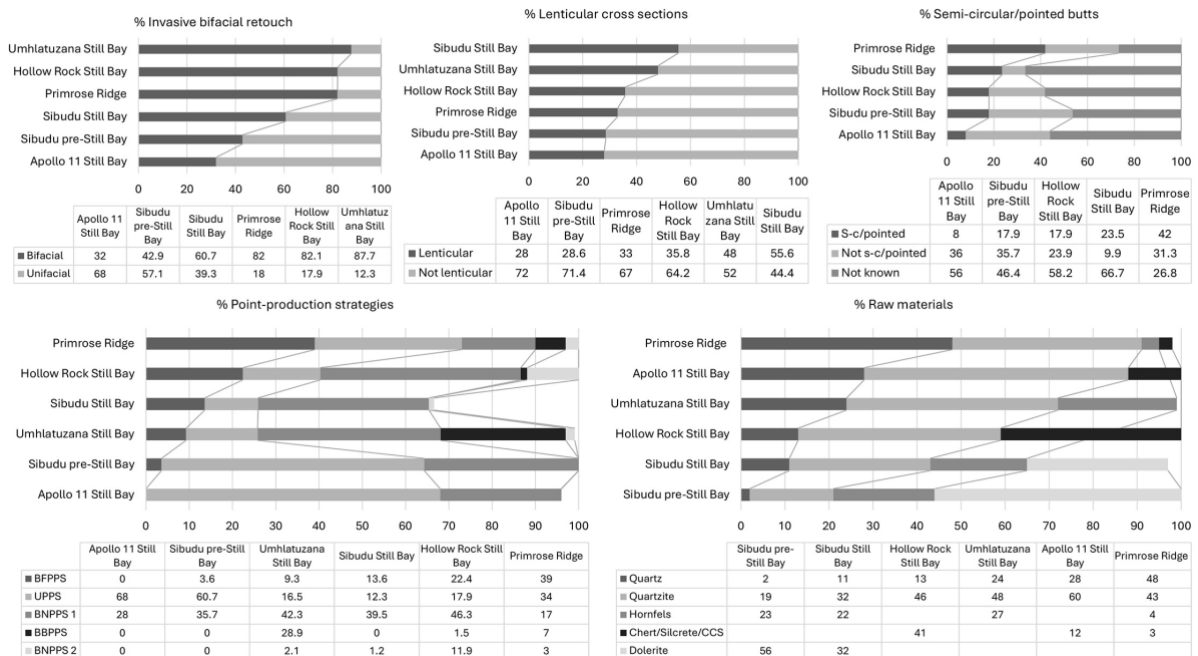 % Invasive bifacial retouch
Umhlatuzana Still Bay
Hollow Rock Still Bay
Primrose Ridge
Sibudu Still Bay
Sibudu pre-Still Bay
Apollo 11 Still Bay
0 20 40 60 80 100
Apollo 11 Still Bay Sibudu pre-Still Bay Sibudu Still Bay Primrose Ridge Hollow Rock Still Bay Umhlatuz ana Still Bay
Bifacial 32 42.9 60.7 82 82.1 87.7
Unifacial 68 57.1 39.3 18 17.9 12.3
% Lenticular cross sections
Sibudu Still Bay
Umhlatuzana Still Bay
Hollow Rock Still Bay
Primrose Ridge
Sibudu pre-Still Bay
Apollo 11 Still Bay
0 20 40 60 80 100
Apollo 11 Still Bay Sibudu pre-Still Bay Primrose Ridge Hollow Rock Still Bay Umhlatu zana Still Bay Sibudu Still Bay
Lenticular 28 28.6 33 35.8 48 55.6
Not lenticular 72 71.4 67 64.2 52 44.4
% Semi-circular/pointed butts
Primrose Ridge
Sibudu Still Bay
Hollow Rock Still Bay
Sibudu pre-Still Bay
Apollo 11 Still Bay
0 20 40 60 80 100
Apollo 11 Still Bay Sibudu pre-Still Bay Hollow Rock Still Bay Sibudu Still Bay Primrose Ridge
S-c/pointed 8 17.9 17.9 23.5 42
Not s-c/pointed 36 35.7 23.9 9.9 31.3
Not known 56 46.4 58.2 66.7 26.8
% Point-production strategies
Primrose Ridge
Hollow Rock Still Bay
Sibudu Still Bay
Umhlatuzana Still Bay
Sibudu pre-Still Bay
Apollo 11 Still Bay
0 10 20 30 40 50 60 70 80 90 100
Apollo 11 Still Bay Sibudu pre-Still Bay Umhlatuzana Still Bay Sibudu Still Bay Hollow Rock Still Bay Primrose Ridge
BFPPS 0 3.6 9.3 13.6 22.4 39
UPPS 68 60.7 16.5 12.3 17.9 34
BNPPS 1 28 35.7 42.3 39.5 46.3 17
BBPPS 0 0 28.9 0 1.5 7
BNPPS 2 0 0 2.1 1.2 11.9 3
% Raw materials
Primrose Ridge
Apollo 11 Still Bay
Umhlatuzana Still Bay
Hollow Rock Still Bay
Sibudu Still Bay
Sibudu pre-Still Bay
0 10 20 30 40 50 60 70 80 90 100
Sibudu pre-Still Bay Sibudu Still Bay Hollow Rock Still Bay Umhlatuzana Still Bay Apollo 11 Still Bay Primrose Ridge
Quartz 2 11 13 24 28 48
Quartzite 19 32 46 48 60 43
Hornfels 23 22 27 4
Chert/Silcrete/CCS 41 12 3
Dolerite 56 32